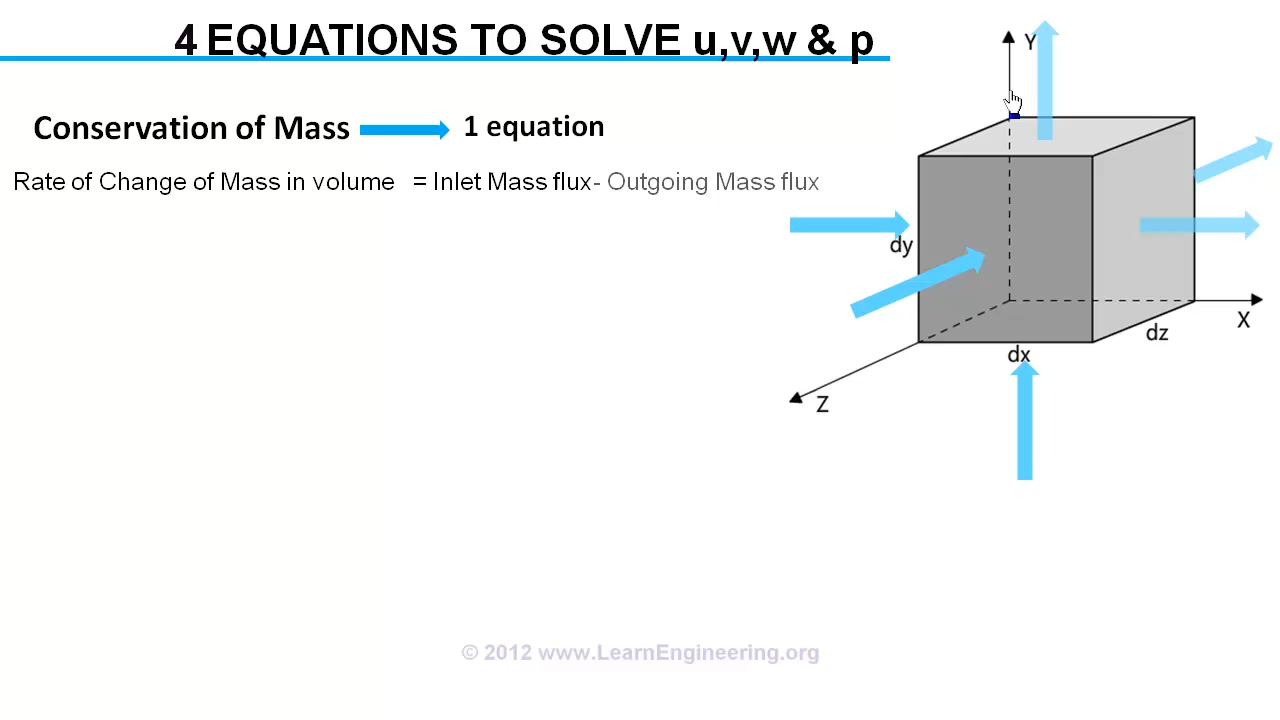 4 EQUATIONS TO SOLVE u,v,w & p
Conservation of Mass
1 equation
Rate of Change of Mass in volume = Inlet Mass flux- Outgoing Mass flux
Y
dy
X
dz
dx
Z
© 2012 www.LearnEngineering.org